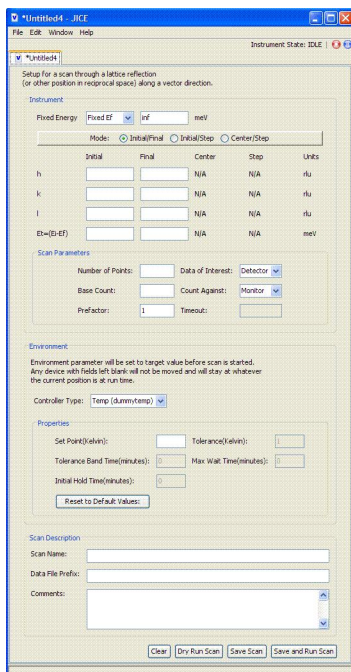 *Untitled4 - JICE
File Edit Window Help
Instrument State: IDLE |
*Untitled4
Setup for a scan through a lattice reflection
(or other position in reciprocal space) along a vector direction.
Instrument
Fixed Energy Fixed Ef inf meV
Mode: Initial/Final Initial/Step Center/Step
Initial Final Center Step Units
h N/A N/A rlu
k N/A N/A rlu
l N/A N/A rlu
Et=(Ei-Ef) N/A N/A meV
Scan Parameters
Number of Points: Data of Interest: Detector
Base Count: Count Against: Monitor
Prefactor: 1 Timeout:
Environment
Environment parameter will be set to target value before scan is started.
Any device with fields left blank will not be moved and will stay at whatever
the current position is at run time.
Controller Type: Temp (dummytemp)
Properties
Set Point(Kelvin): Tolerance(Kelvin): 1
Tolerance Band Time(minutes): 0 Max Wait Time(minutes): 0
Initial Hold Time(minutes): 0
Reset to Default Values:
Scan Description
Scan Name:
Data File Prefix:
Comments:
Clear Dry Run Scan Save Scan Save and Run Scan